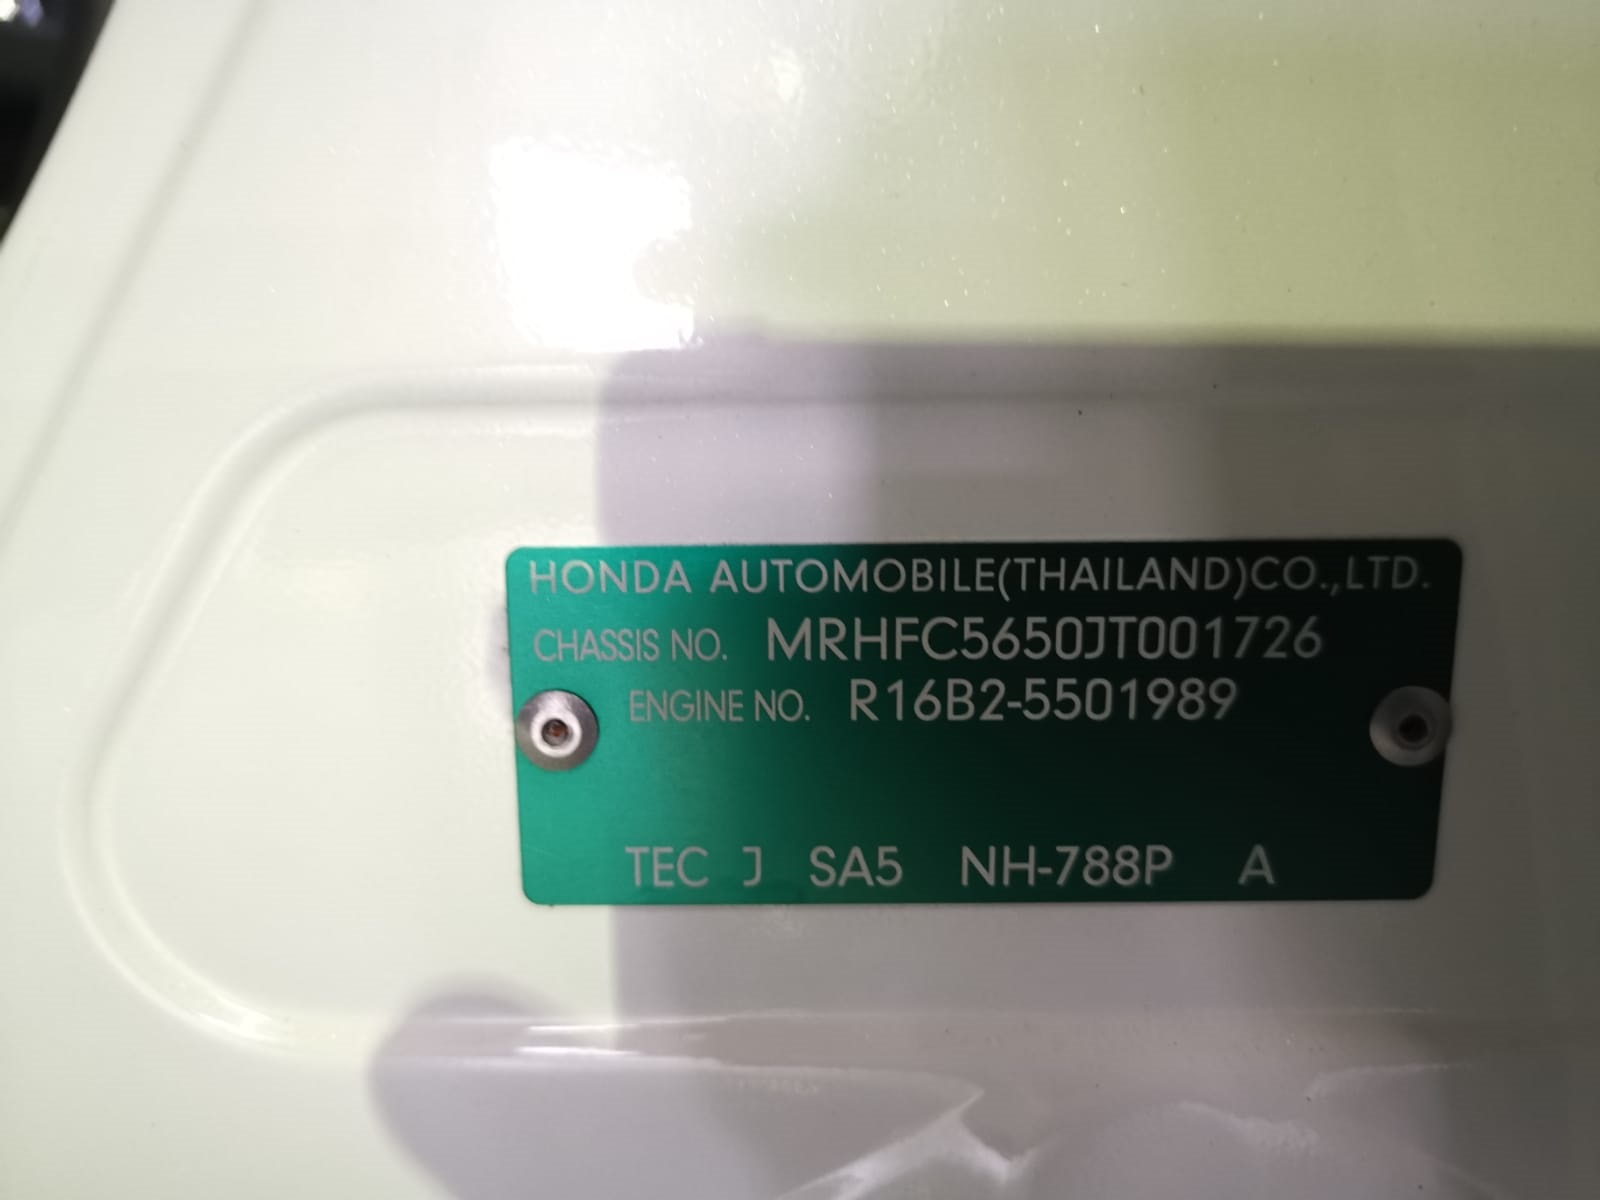 HONDA AUTOMOBILE(THAILAND)CO.,LTD.
CHASSIS NO. MRHFC5650JT001726
ENGINE NO. R16B2-5501989
TEC J SA5 NH-788P A